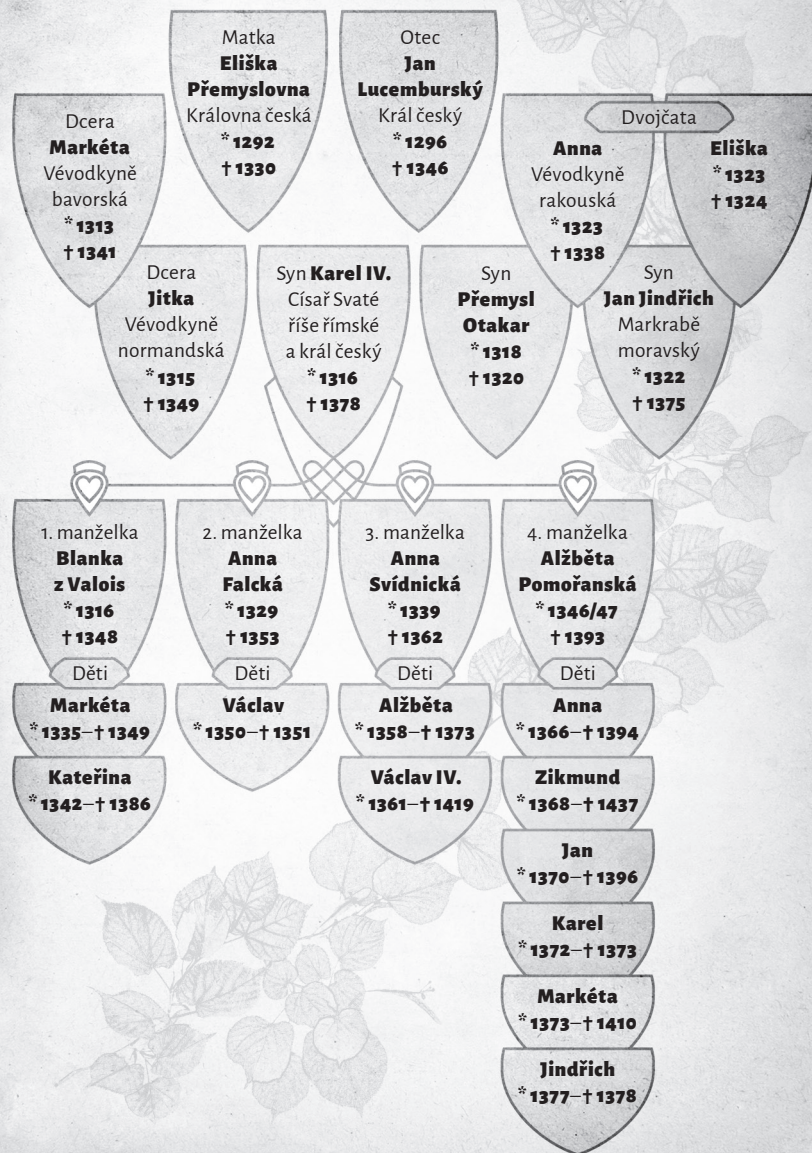 Matka
Eliška
Přemyslovna
Královna česká
* 1292
† 1330
Otec
Jan
Lucemburský
Král český
* 1296
† 1346
Dcera
Markéta
Vévodkyně
bavorská
* 1313
† 1341
Dvojčata
Anna
Vévodkyně
rakouská
* 1323
† 1338
Eliška
* 1323
† 1324
Dcera
Jitka
Vévodkyně
normandská
* 1315
† 1349
Syn Karel IV.
Císař Svaté
říše římské
a král český
* 1316
† 1378
Syn
Přemysl
Otakar
* 1318
† 1320
Syn
Jan Jindřich
Markrabě
moravský
* 1322
† 1375
1. manželka
Blanka
z Valois
* 1316
† 1348
Děti
Markéta
* 1335–† 1349
Kateřina
* 1342–† 1386
2. manželka
Anna
Falcká
* 1329
† 1353
Děti
Václav
* 1350–† 1351
3. manželka
Anna
Svídnická
* 1339
† 1362
Děti
Alžběta
* 1358–† 1373
Václav IV.
* 1361–† 1419
4. manželka
Alžběta
Pomořanská
* 1346/47
† 1393
Děti
Anna
* 1366–† 1394
Zikmund
* 1368–† 1437
Jan
* 1370–† 1396
Karel
* 1372–† 1373
Markéta
* 1373–† 1410
Jindřich
* 1377–† 1378